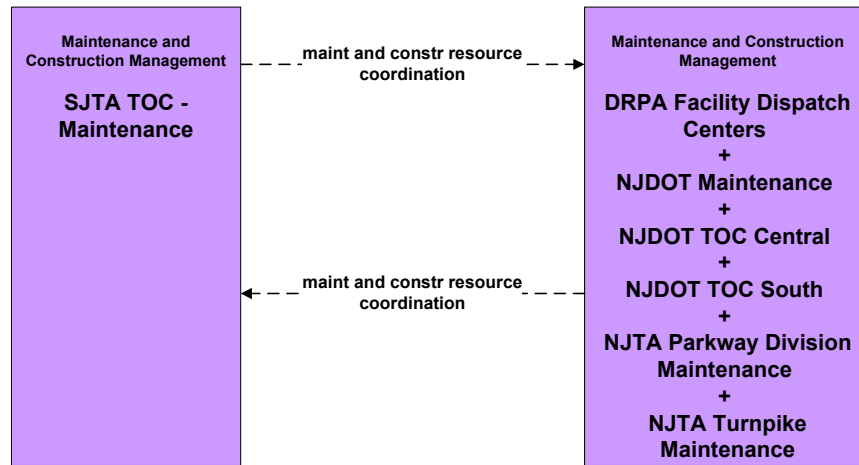 Maintenance and
Construction Management
SJTA TOC -
Maintenance
maint and constr resource
coordination
maint and constr resource
coordination
Maintenance and Construction
Management
DRPA Facility Dispatch
Centers
+
NJDOT Maintenance
+
NJDOT TOC Central
+
NJDOT TOC South
+
NJTA Parkway Division
Maintenance
+
NJTA Turnpike
Maintenance